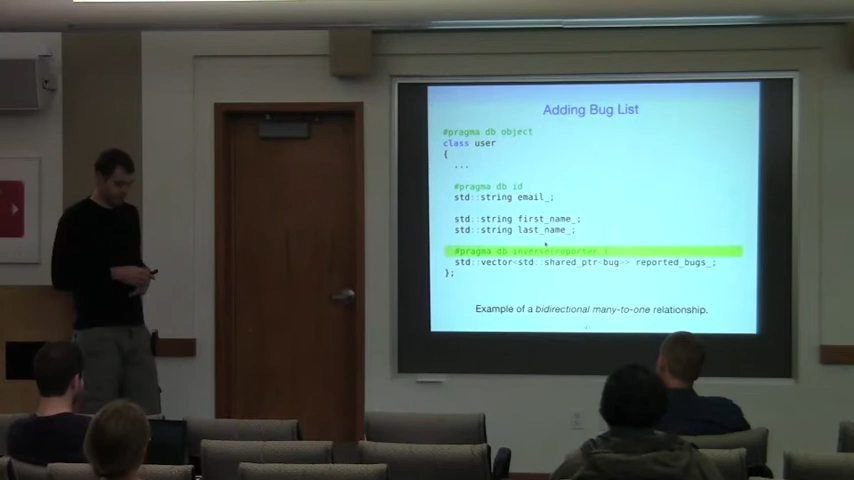 Adding Bug List
#pragma db object
class user
{
...
#pragma db id
std::string email_;
std::string first_name_;
std::string last_name_;
#pragma db inverse(reporter_)
std::vector<std::shared_ptr<bug>> reported_bugs_;
};
Example of a bidirectional many-to-one relationship.